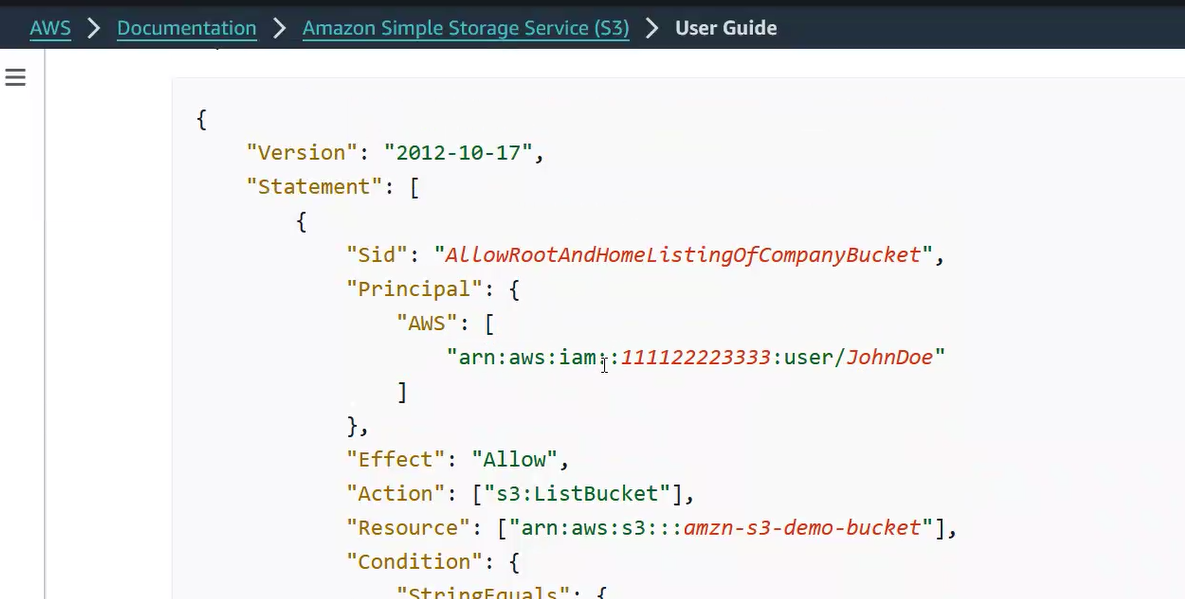 AWS > Documentation > Amazon Simple Storage Service (S3) > User Guide
{
"Version": "2012-10-17",
"Statement": [
{
"Sid": "AllowRootAndHomeListingOfCompanyBucket",
"Principal": {
"AWS": [
"arn:aws:iam::111122223333:user/JohnDoe"
]
},
"Effect": "Allow",
"Action": ["s3:ListBucket"],
"Resource": ["arn:aws:s3:::amzn-s3-demo-bucket"],
"Condition": {
"StringEquals": {